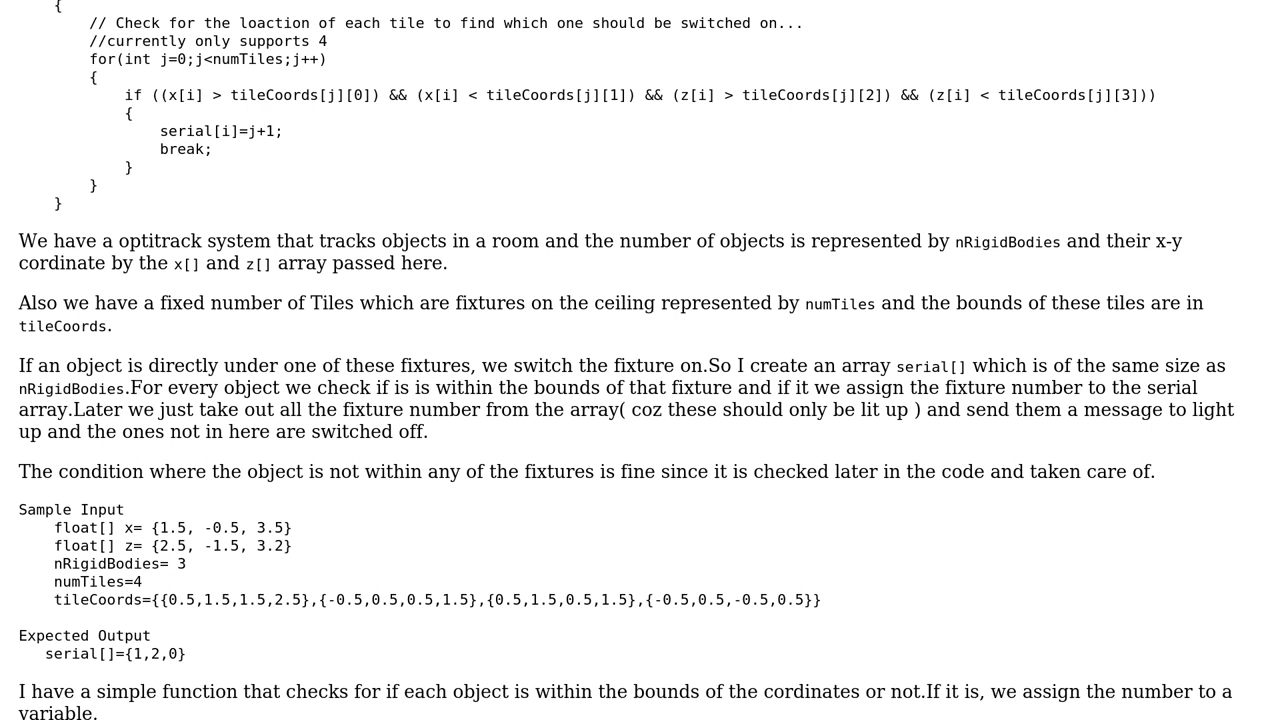 {
// Check for the loaction of each tile to find which one should be switched on...
//currently only supports 4
for(int j=0;j<numTiles;j++)
{
if ((x[i] > tileCoords[j][0]) && (x[i] < tileCoords[j][1]) && (z[i] > tileCoords[j][2]) && (z[i] < tileCoords[j][3]))
{
serial[i]=j+1;
break;
}
}
}
We have a optitrack system that tracks objects in a room and the number of objects is represented by nRigidBodies and their x-y
cordinate by the x[] and z[] array passed here.
Also we have a fixed number of Tiles which are fixtures on the ceiling represented by numTiles and the bounds of these tiles are in
tileCoords.
If an object is directly under one of these fixtures, we switch the fixture on.So I create an array serial[] which is of the same size as
nRigidBodies.For every object we check if is is within the bounds of that fixture and if it we assign the fixture number to the serial
array.Later we just take out all the fixture number from the array( coz these should only be lit up ) and send them a message to light
up and the ones not in here are switched off.
The condition where the object is not within any of the fixtures is fine since it is checked later in the code and taken care of.
Sample Input
float[] x= {1.5, -0.5, 3.5}
float[] z= {2.5, -1.5, 3.2}
nRigidBodies= 3
numTiles=4
tileCoords={{0.5,1.5,1.5,2.5},{-0.5,0.5,0.5,1.5},{0.5,1.5,0.5,1.5},{-0.5,0.5,-0.5,0.5}}
Expected Output
serial[]={1,2,0}
I have a simple function that checks for if each object is within the bounds of the cordinates or not.If it is, we assign the number to a
variable.